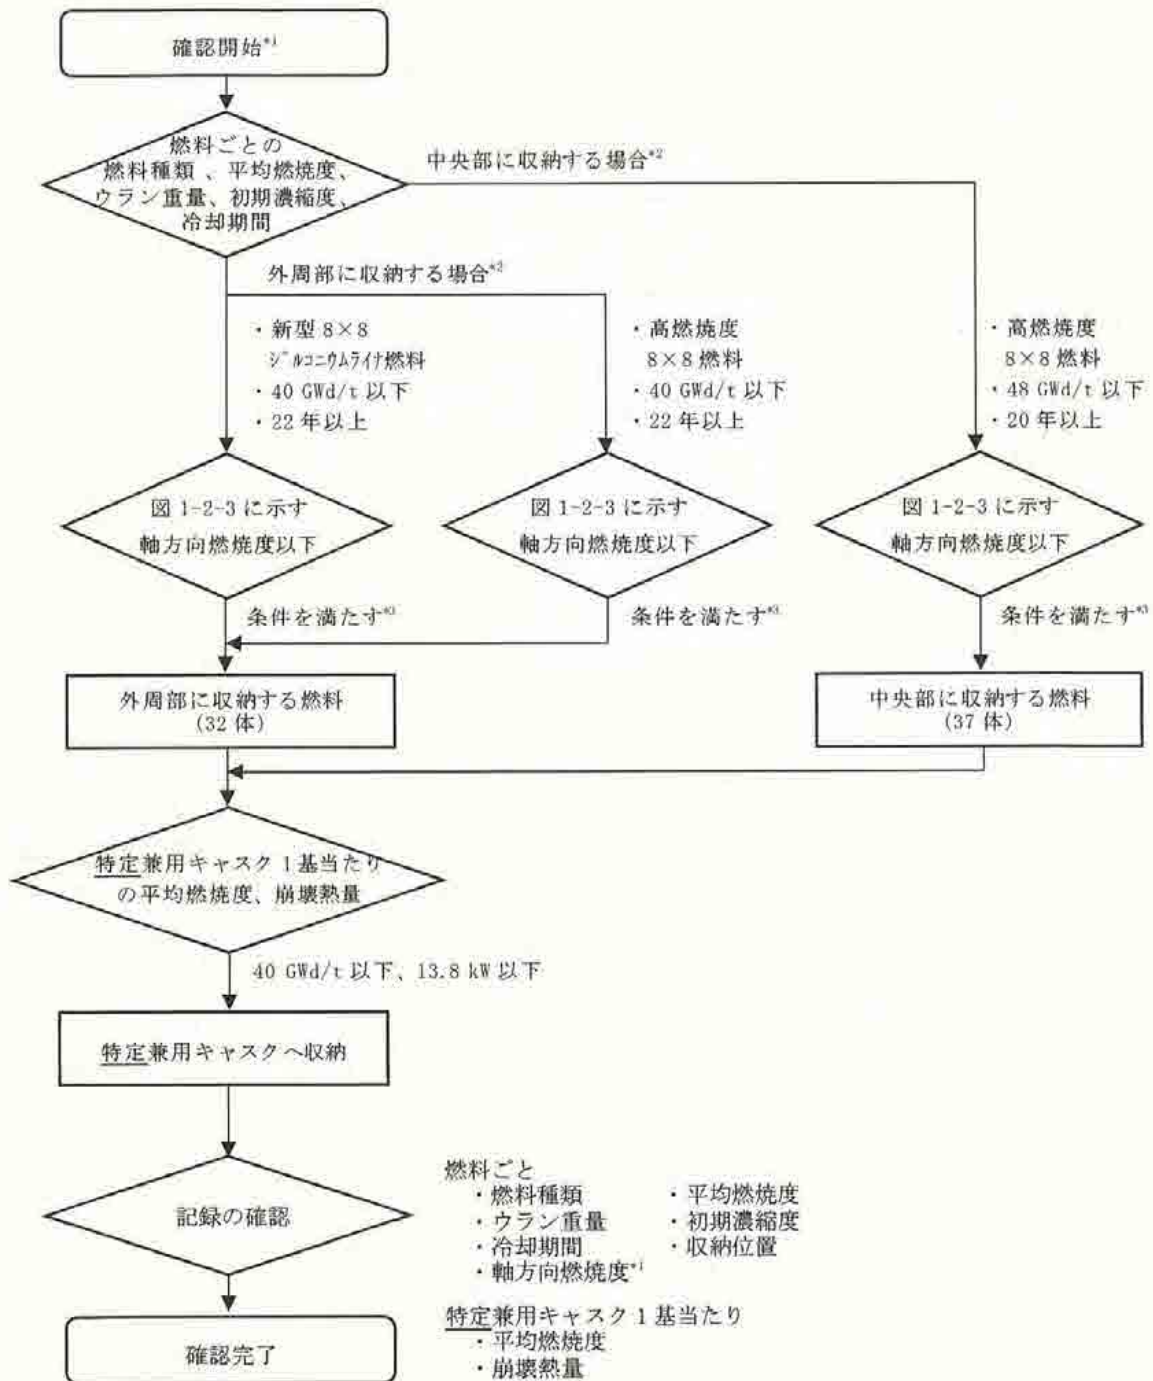 確認開始*1
燃料ごとの
燃料種類、平均燃焼度、
ウラン重量、初期濃縮度、
冷却期間
中央部に収納する場合*2
外周部に収納する場合*2
・新型8×8
ジルコニウムライナ燃料
・40 GWd/t 以下
・22年以上
・高燃焼度
8×8燃料
・40 GWd/t 以下
・22年以上
・高燃焼度
8×8燃料
・48 GWd/t 以下
・20年以上
図 1-2-3 に示す
軸方向燃焼度以下
図 1-2-3 に示す
軸方向燃焼度以下
図 1-2-3 に示す
軸方向燃焼度以下
条件を満たす*3
条件を満たす*3
条件を満たす*3
外周部に収納する燃料
(32 体)
中央部に収納する燃料
(37 体)
特定兼用キャスク1基当たり
の平均燃焼度、崩壊熱量
40 GWd/t 以下、13.8 kW 以下
特定兼用キャスクへ収納
記録の確認
燃料ごと
・燃料種類 ・平均燃焼度
・ウラン重量 ・初期濃縮度
・冷却期間 ・収納位置
・軸方向燃焼度*1
特定兼用キャスク1基当たり
・平均燃焼度
・崩壊熱量
確認完了